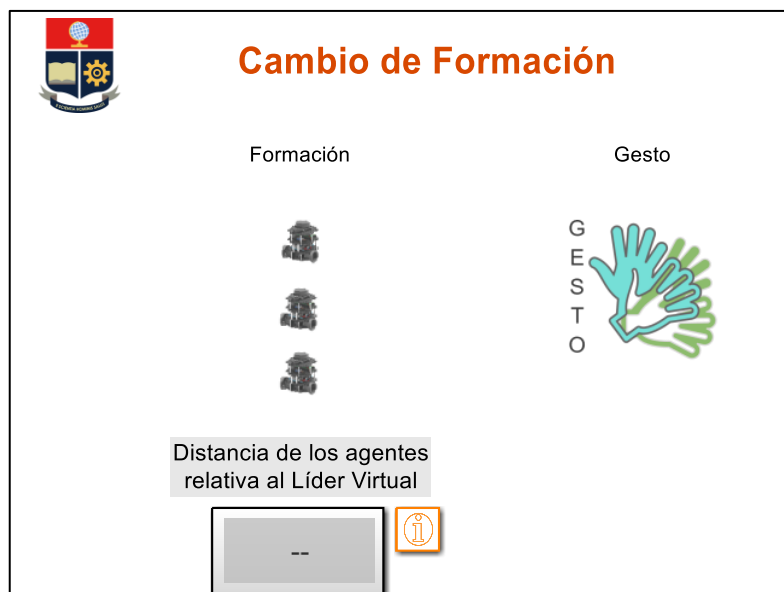 Cambio de Formación
Formación
Gesto
G
E
S
T
O
Distancia de los agentes
relativa al Líder Virtual
--
i